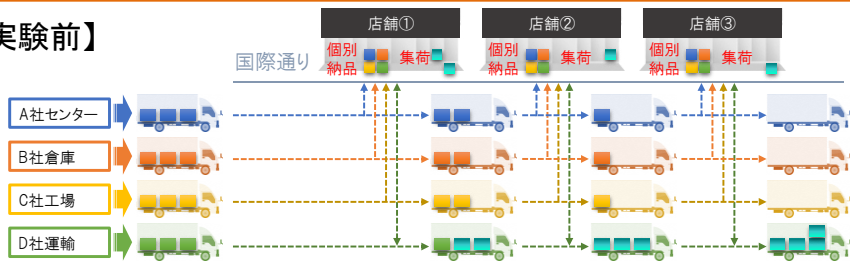 実験前】
国際通り
店舗①
個別
納品
集荷
店舗②
個別
納品
集荷
店舗③
個別
納品
集荷
A社センター
B社倉庫
C社工場
D社運輸